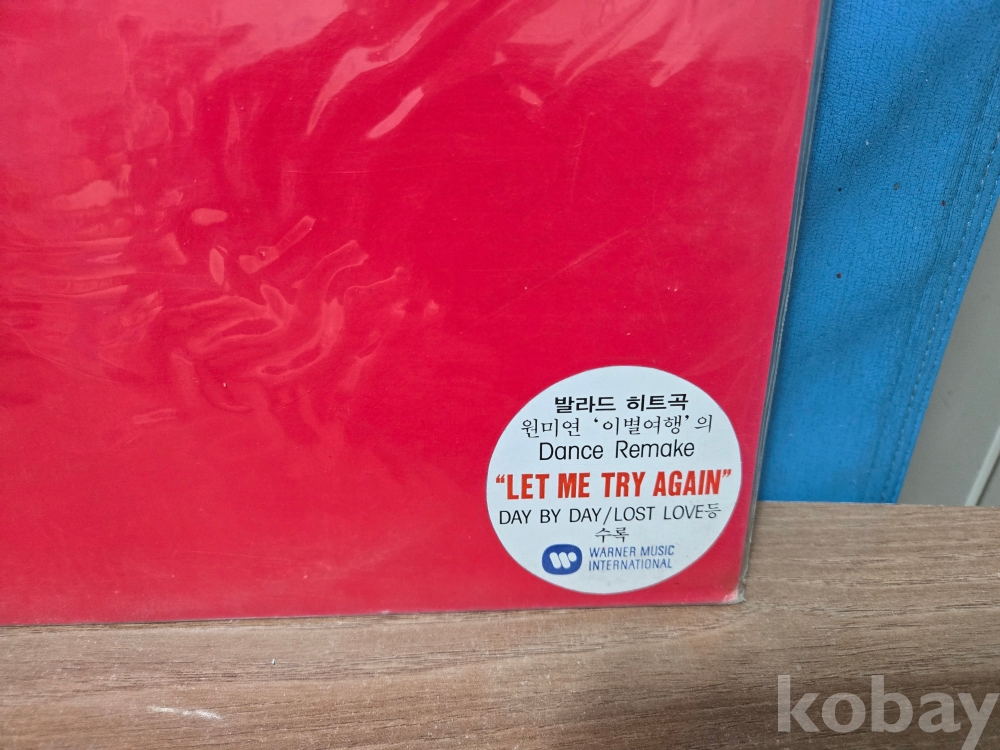 발라드 히트곡
원미연 ‘이별여행’의
Dance Remake
“LET ME TRY AGAIN”
DAY BY DAY/LOST LOVE등
수록
WARNER MUSIC
INTERNATIONAL
kobay